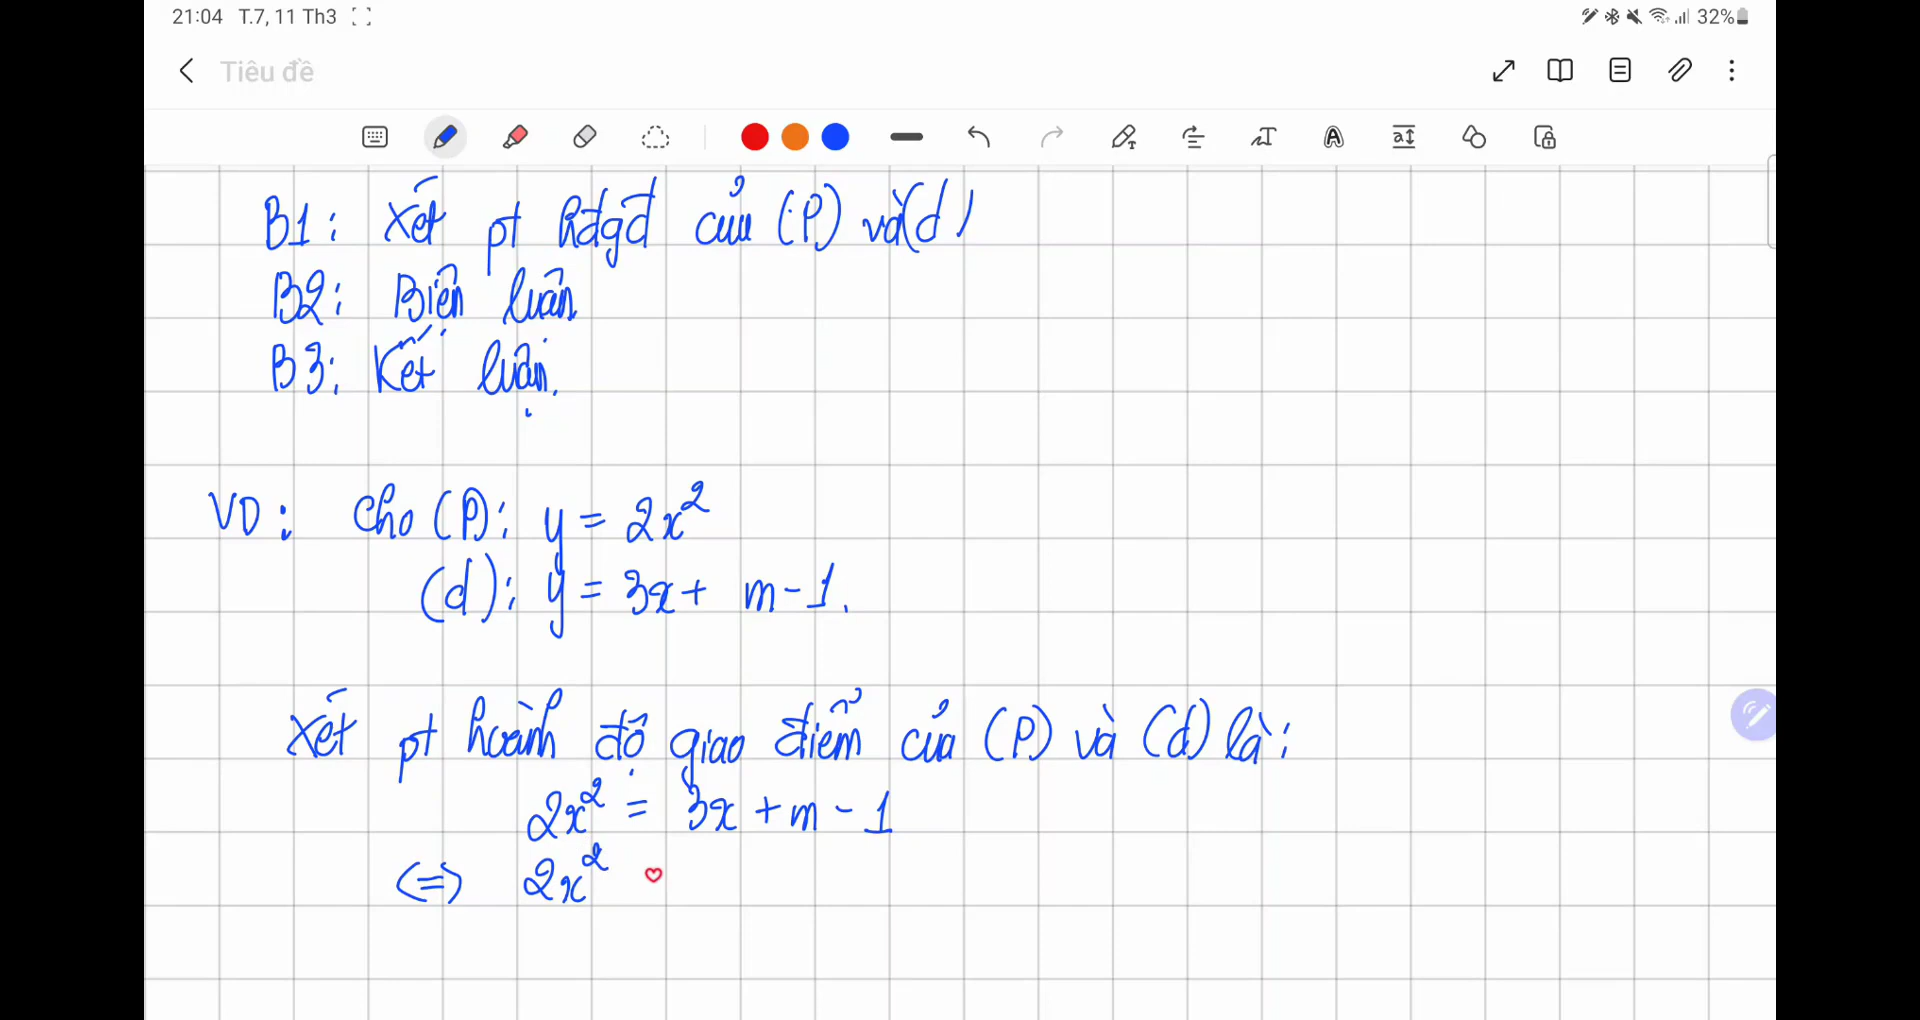 21:04 T.7, 11 Th3 32%
Tiêu đề
B1: Xét pt hđgđ của (P) và (d)
B2: Biện luận
B3: Kết luận.
VD: Cho (P): y = 2x²
(d): y = 3x + m - 1.
Xét pt hoành độ giao điểm của (P) và (d) là:
2x² = 3x + m - 1
<=> 2x²